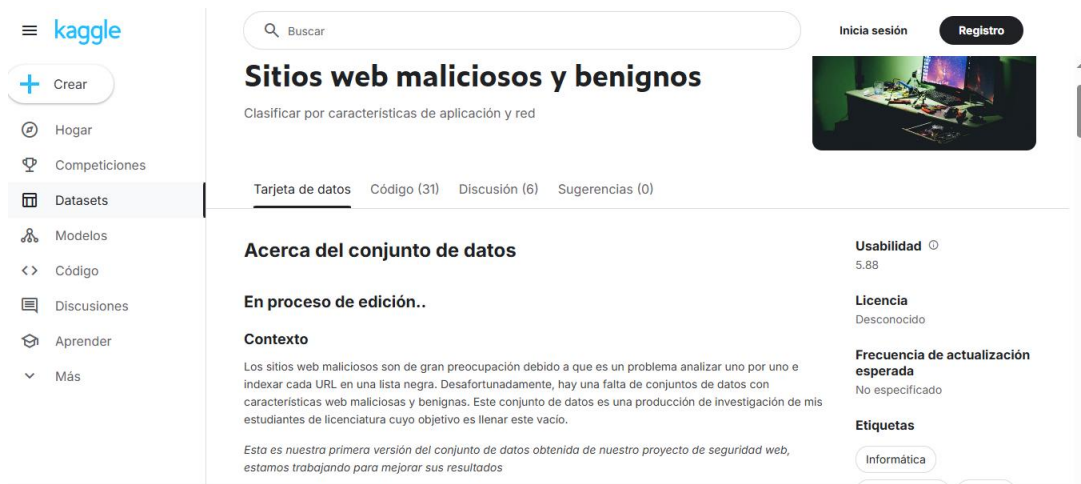 kaggle
Buscar
Inicia sesión
Registro
Crear
Hogar
Competiciones
Datasets
Modelos
Código
Discusiones
Aprender
Más
Sitios web maliciosos y benignos
Clasificar por características de aplicación y red
Tarjeta de datos
Código (31)
Discusión (6)
Sugerencias (0)
Acerca del conjunto de datos
En proceso de edición..
Contexto
Los sitios web maliciosos son de gran preocupación debido a que es un problema analizar uno por uno e
indexar cada URL en una lista negra. Desafortunadamente, hay una falta de conjuntos de datos con
características web maliciosas y benignas. Este conjunto de datos es una producción de investigación de mis
estudiantes de licenciatura cuyo objetivo es llenar este vacío.
Esta es nuestra primera versión del conjunto de datos obtenida de nuestro proyecto de seguridad web,
estamos trabajando para mejorar sus resultados
Usabilidad
5.88
Licencia
Desconocido
Frecuencia de actualización
esperada
No especificado
Etiquetas
Informática